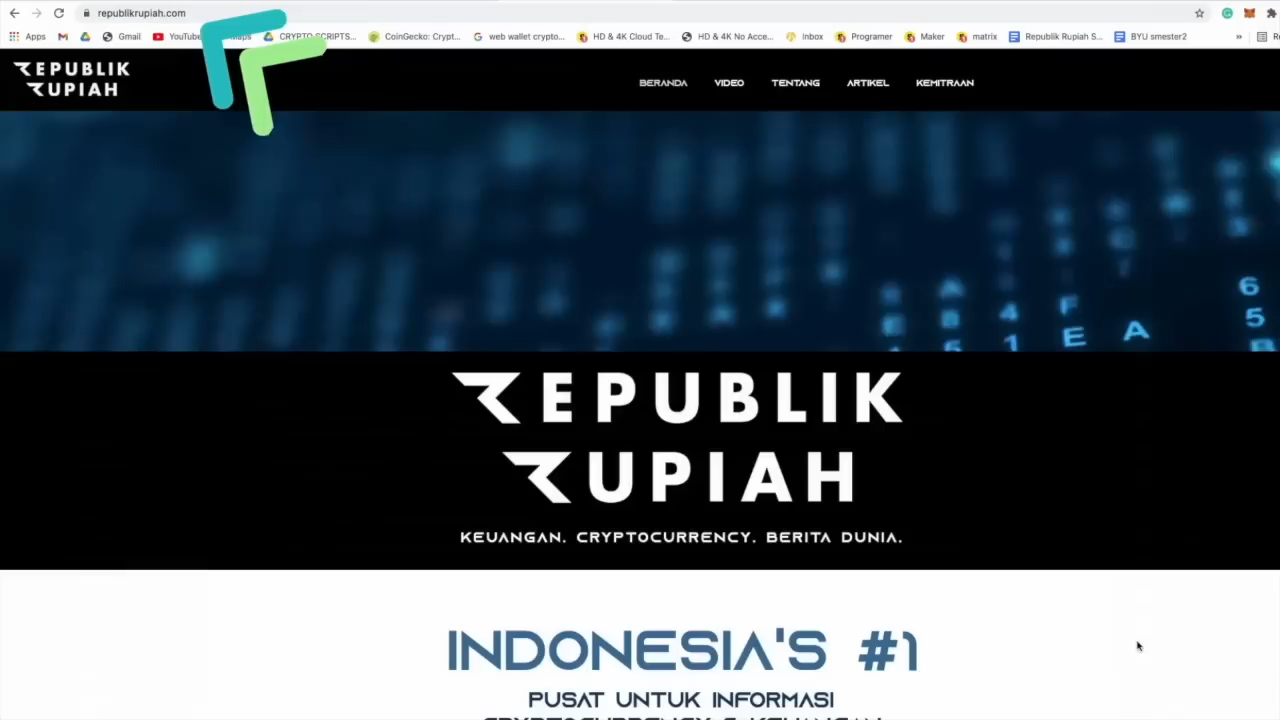 republikrupiah.com
Apps
Gmail
YouTube
Maps
CRYPTO SCRIPTS...
CoinGecko: Crypt...
web wallet crypto...
HD & 4K Cloud Te...
HD & 4K No Acce...
Inbox
Programer
Maker
matrix
Republik Rupiah S...
BYU smester2
»
REPUBLIK
RUPIAH
BERANDA
VIDEO
TENTANG
ARTIKEL
KEMITRAAN
REPUBLIK
RUPIAH
KEUANGAN. CRYPTOCURRENCY. BERITA DUNIA.
INDONESIA'S #1
PUSAT UNTUK INFORMASI
CRYPTOCURRENCY & KEUANGAN